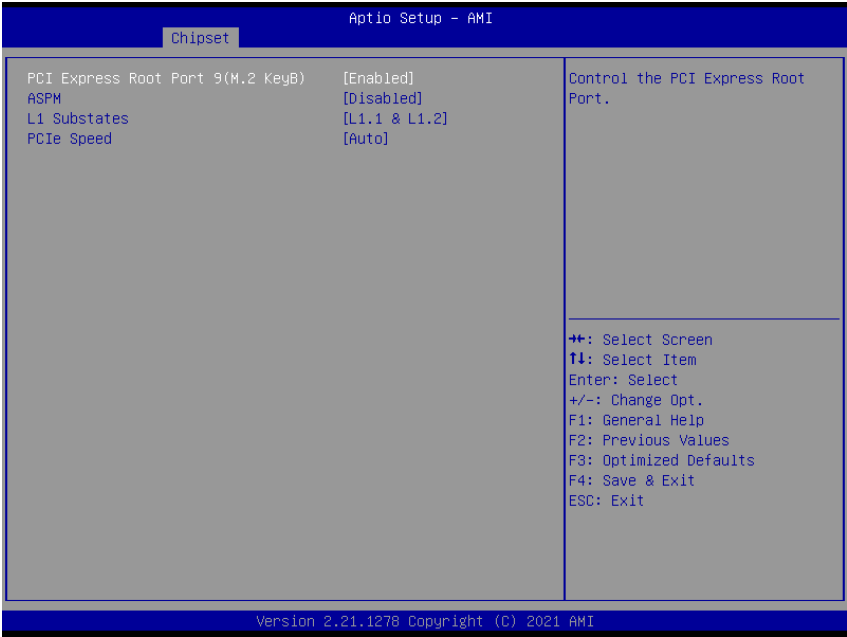 Aptio Setup – AMI
Chipset
PCI Express Root Port 9(M.2 KeyB) [Enabled]
ASPM [Disabled]
L1 Substates [L1.1 & L1.2]
PCIe Speed [Auto]
Control the PCI Express Root
Port.
→←: Select Screen
↑↓: Select Item
Enter: Select
+/-: Change Opt.
F1: General Help
F2: Previous Values
F3: Optimized Defaults
F4: Save & Exit
ESC: Exit
Version 2.21.1278 Copyright (C) 2021 AMI